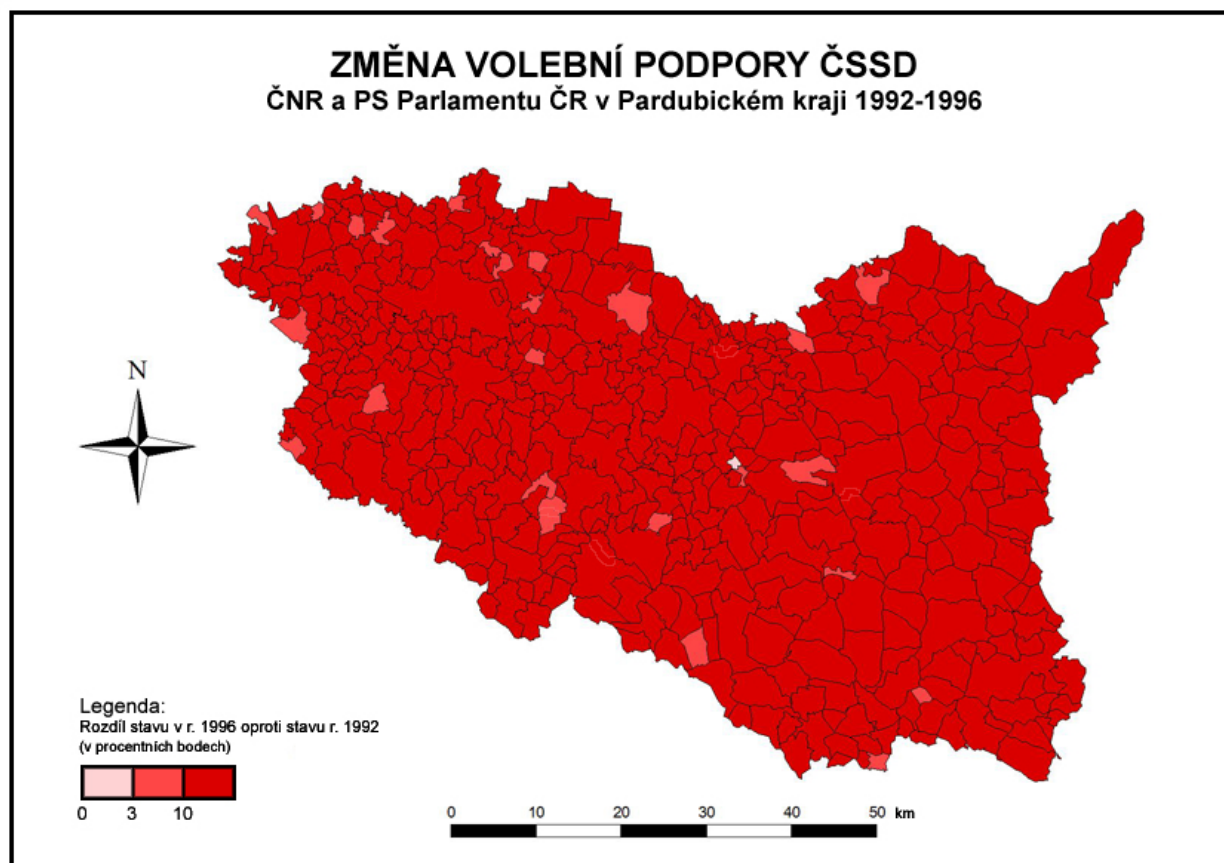 ZMĚNA VOLEBNÍ PODPORY ČSSD
ČNR a PS Parlamentu ČR v Pardubickém kraji 1992-1996
N
Legenda:
Rozdíl stavu v r. 1996 oproti stavu r. 1992
(v procentních bodech)
0 3 10
0 10 20 30 40 50 km